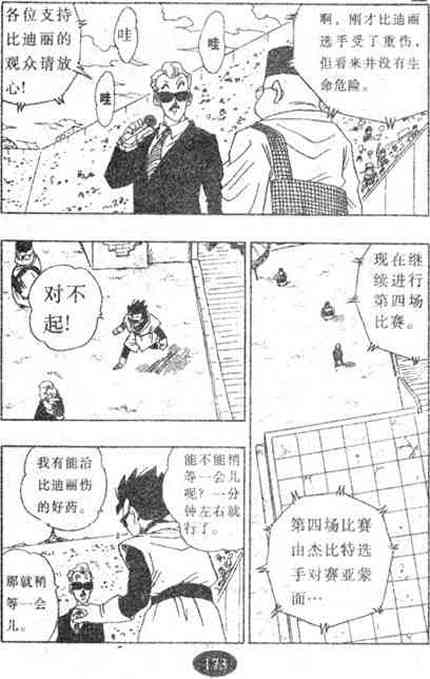 啊，刚才比迪丽
选手受了重伤，
但看来并没有生
命危险。
哇
哇
哇
各位支持
比迪丽的
观众请放
心!
现在继
续进行
第四场
比赛。
第四场比赛
由杰比特选
手对赛亚蒙
面…
对不
起!
能不能稍
等一会儿
呢？一分
钟左右就
行了。
我有能治
比迪丽伤
的好药。
那就稍
等一会
儿。
173